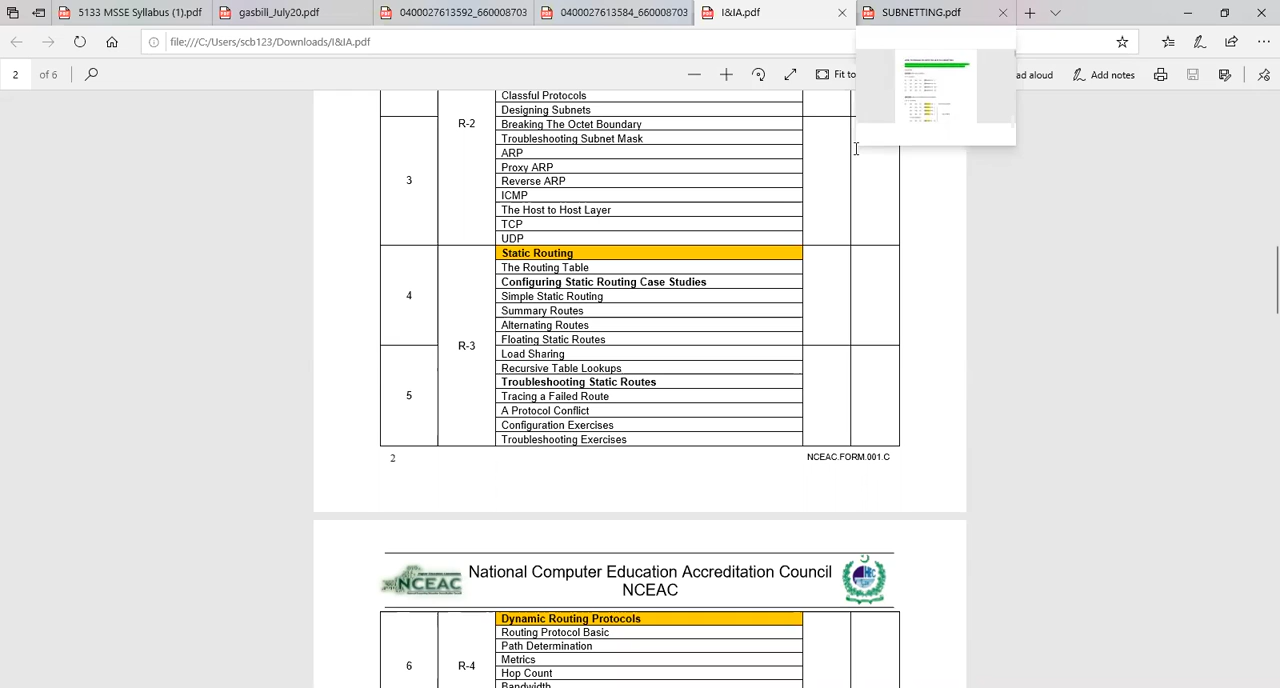 5133 MSSE Syllabus (1).pdf
gasbill_July20.pdf
0400027613592_660008703
0400027613584_660008703
I&IA.pdf
SUBNETTING.pdf
file:///C:/Users/scb123/Downloads/I&IA.pdf
2 of 6
Fit to
ad aloud
Add notes
Classful Protocols
Designing Subnets
R-2
Breaking The Octet Boundary
Troubleshooting Subnet Mask
ARP
Proxy ARP
3
Reverse ARP
ICMP
The Host to Host Layer
TCP
UDP
Static Routing
The Routing Table
Configuring Static Routing Case Studies
4
Simple Static Routing
Summary Routes
Alternating Routes
Floating Static Routes
R-3
Load Sharing
Recursive Table Lookups
Troubleshooting Static Routes
5
Tracing a Failed Route
A Protocol Conflict
Configuration Exercises
Troubleshooting Exercises
2
NCEAC.FORM.001.C
NCEAC
National Computer Education Accreditation Council
NCEAC
HEC
Dynamic Routing Protocols
Routing Protocol Basic
Path Determination
6
R-4
Metrics
Hop Count
Bandwidth